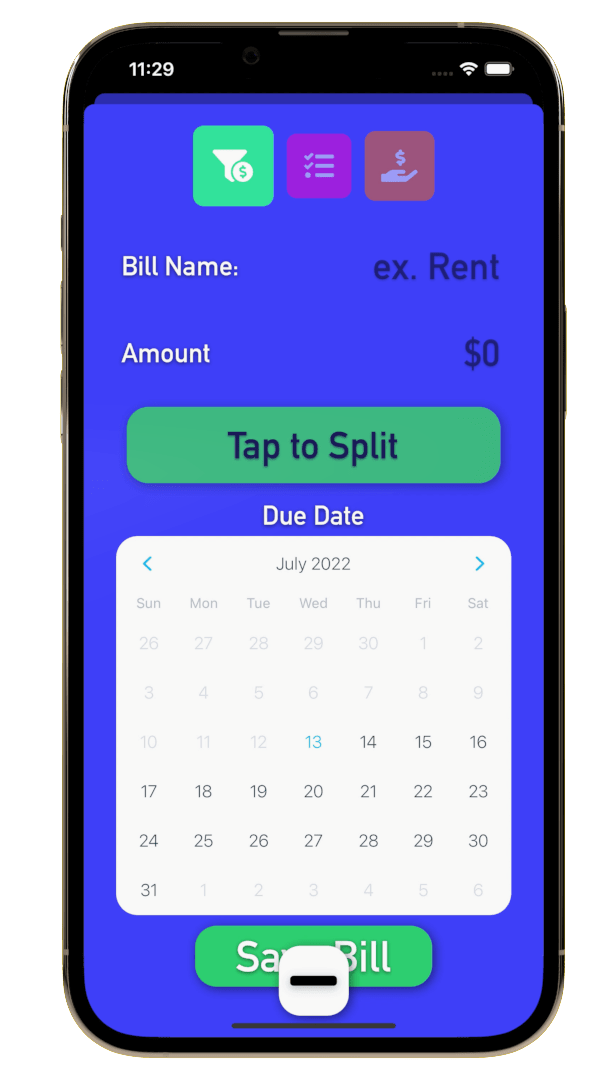 11:29
Bill Name: ex. Rent
Amount $0
Tap to Split
Due Date
July 2022
Sun Mon Tue Wed Thu Fri Sat
26 27 28 29 30 1 2
3 4 5 6 7 8 9
10 11 12 13 14 15 16
17 18 19 20 21 22 23
24 25 26 27 28 29 30
31 1 2 3 4 5 6
Save Bill